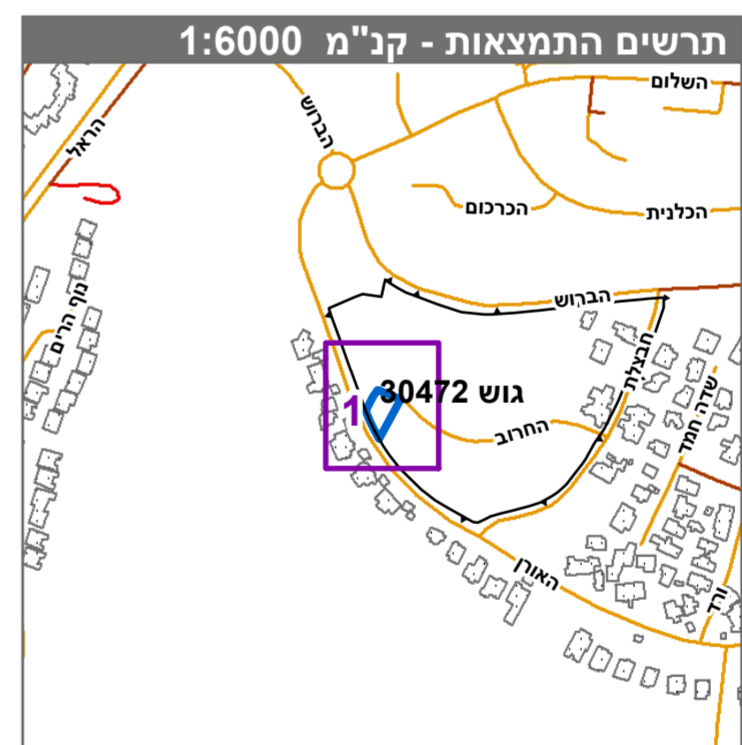 תרשים התמצאות - קנ"מ 1:6000
השלום
הברוש
הראל
הכרכום
הכלנית
הברוש
נוף הרים
חבצלת
שדה חמד
גוש 30472
1
החרוב
האורן
ורד